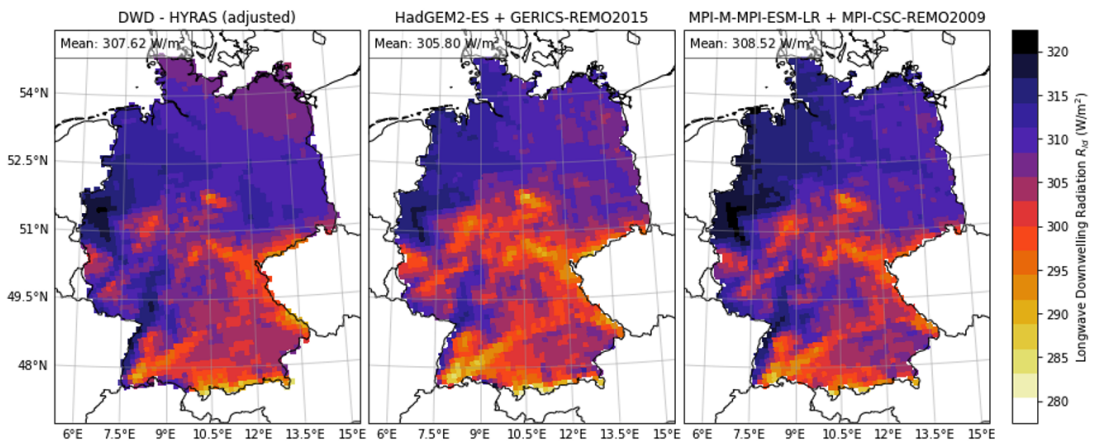 DWD - HYRAS (adjusted)
HadGEM2-ES + GERICS-REMO2015
MPI-M-MPI-ESM-LR + MPI-CSC-REMO2009
Mean: 307.62 W/m²
Mean: 305.80 W/m²
Mean: 308.52 W/m²
54°N
52.5°N
51°N
49.5°N
48°N
6°E 7.5°E 9°E 10.5°E 12°E 13.5°E 15°E
6°E 7.5°E 9°E 10.5°E 12°E 13.5°E 15°E
6°E 7.5°E 9°E 10.5°E 12°E 13.5°E 15°E
320
315
310
305
300
295
290
285
280
Longwave Downwelling Radiation Rld (W/m²)